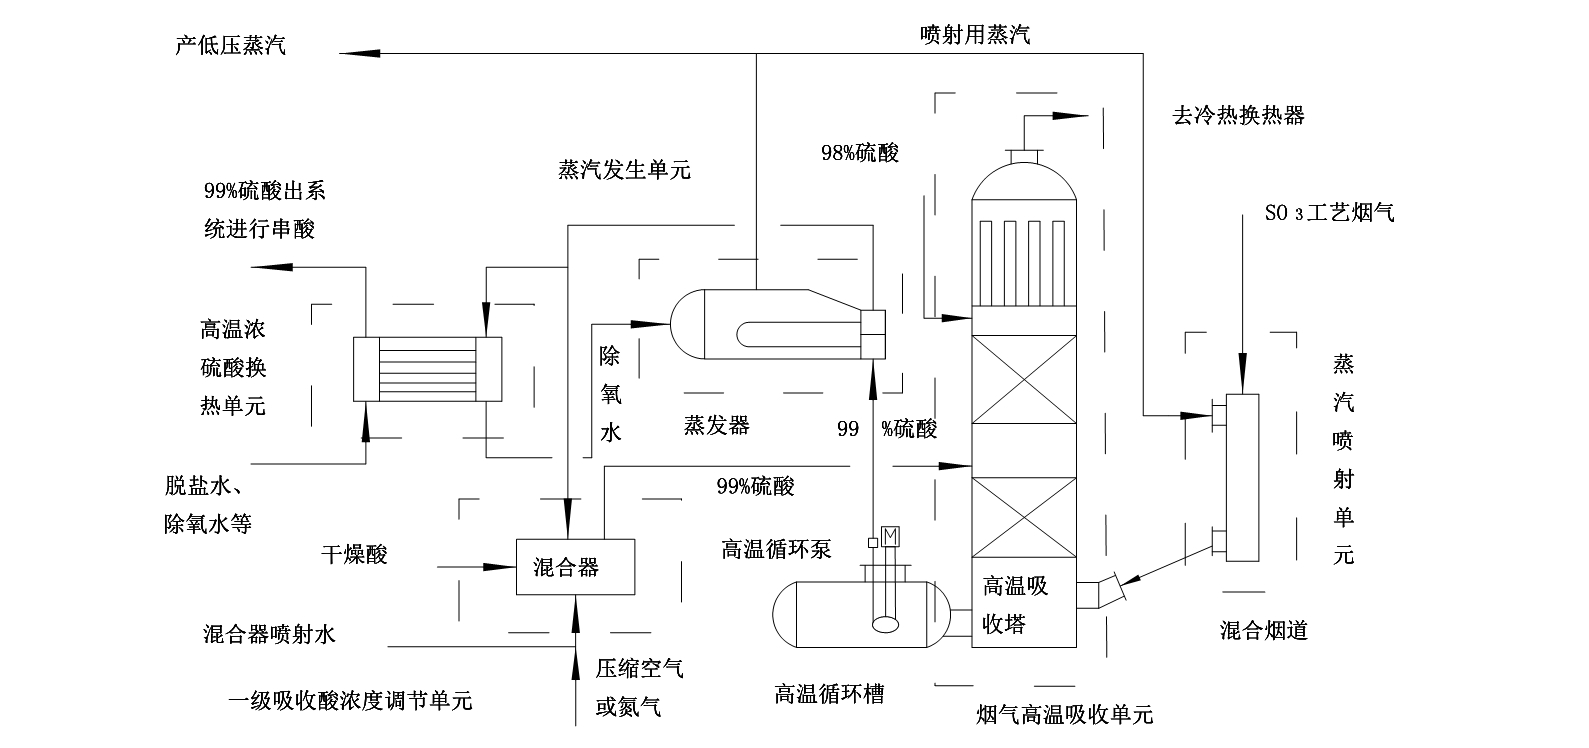 产低压蒸汽
喷射用蒸汽
去冷热换热器
98%硫酸
蒸汽发生单元
99%硫酸出系
统进行串酸
SO₃工艺烟气
高温浓
硫酸换
热单元
除
氧
水
蒸发器
99 %硫酸
蒸
汽
喷
射
单
元
脱盐水、
除氧水等
99%硫酸
干燥酸
混合器
高温循环泵
M
高温吸
收塔
混合器喷射水
混合烟道
压缩空气
或氮气
一级吸收酸浓度调节单元
高温循环槽
烟气高温吸收单元